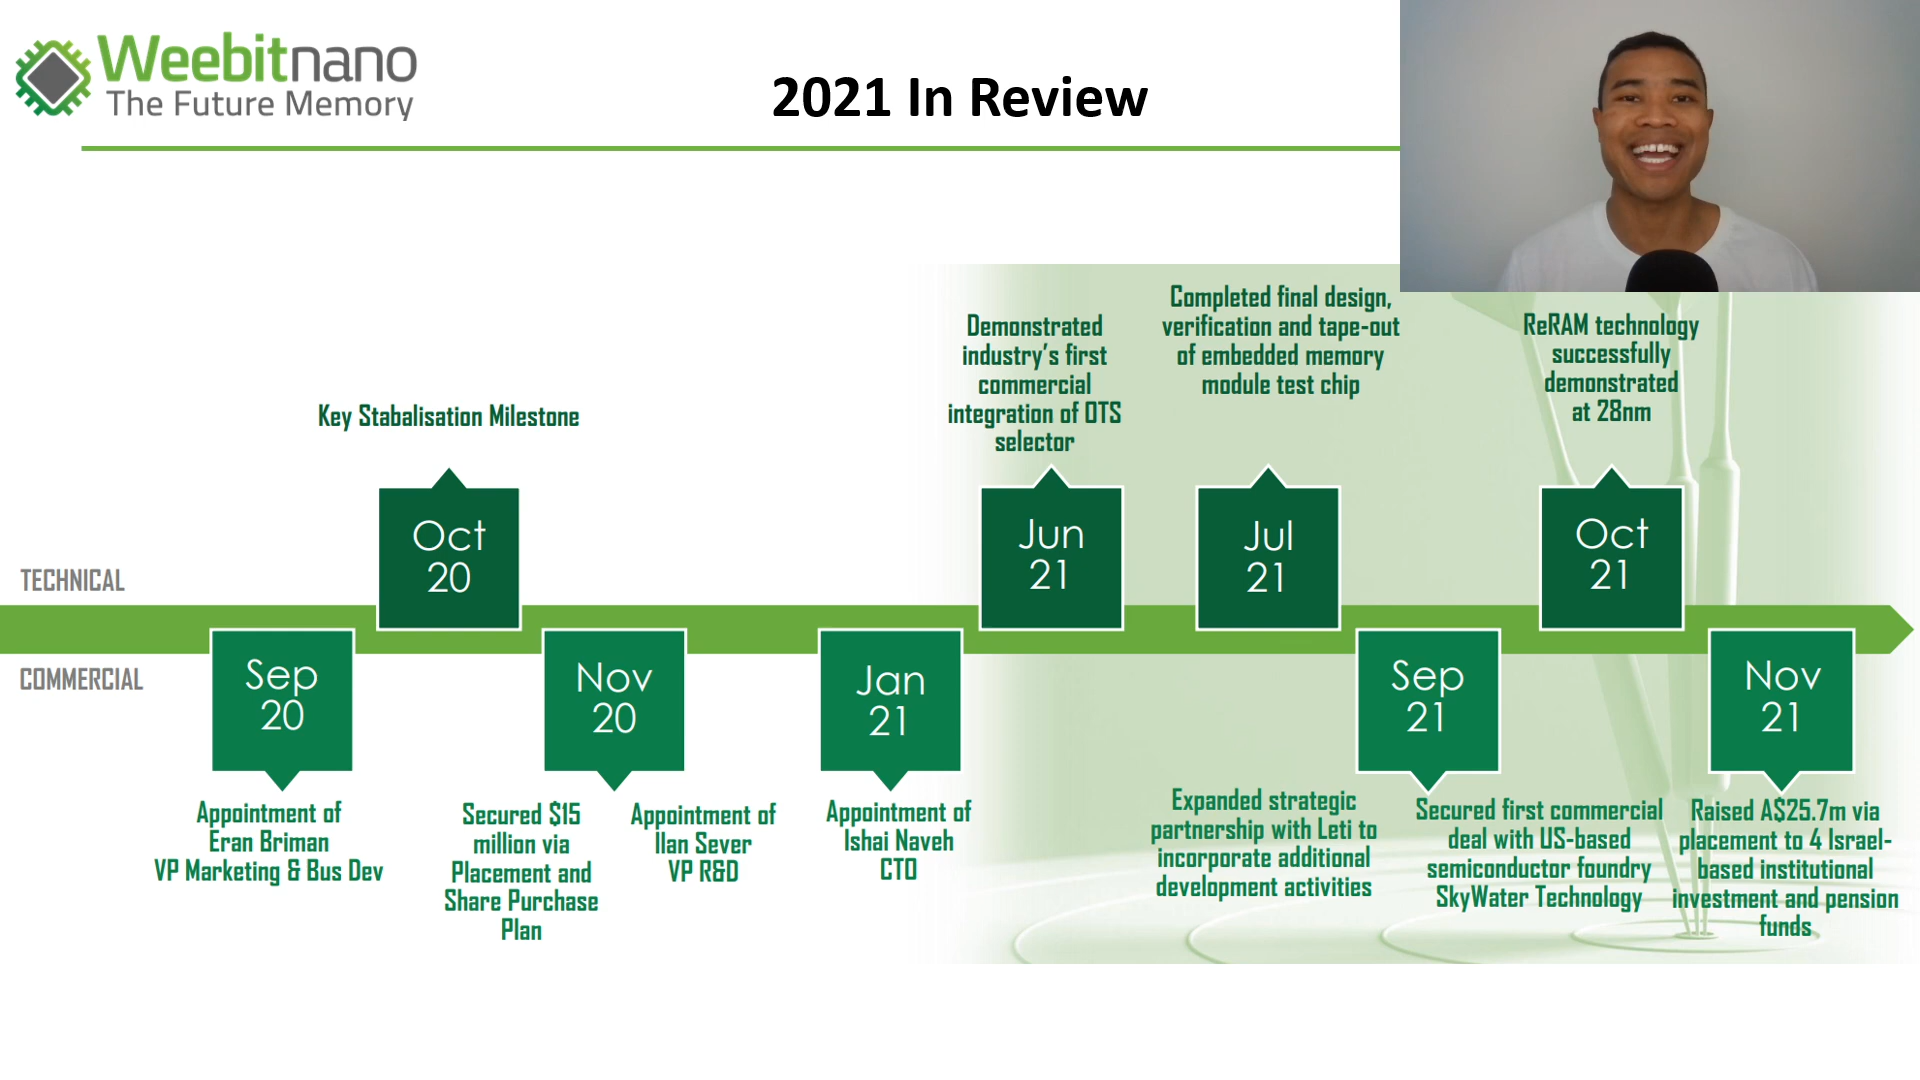 Weebitnano
The Future Memory
2021 In Review
Demonstrated
industry's first
commercial
integration of OTS
selector
Completed final design,
verification and tape-out
of embedded memory
module test chip
ReRAM technology
successfully
demonstrated
at 28nm
Key Stabalisation Milestone
Oct
20
Jun
21
Jul
21
Oct
21
TECHNICAL
COMMERCIAL
Sep
20
Nov
20
Jan
21
Sep
21
Nov
21
Appointment of
Eran Briman
VP Marketing & Bus Dev
Secured $15
million via
Placement and
Share Purchase
Plan
Appointment of
Ilan Sever
VP R&D
Appointment of
Ishai Naveh
CTO
Expanded strategic
partnership with Leti to
incorporate additional
development activities
Secured first commercial
deal with US-based
semiconductor foundry
SkyWater Technology
Raised A$25.7m via
placement to 4 Israel-
based institutional
investment and pension
funds